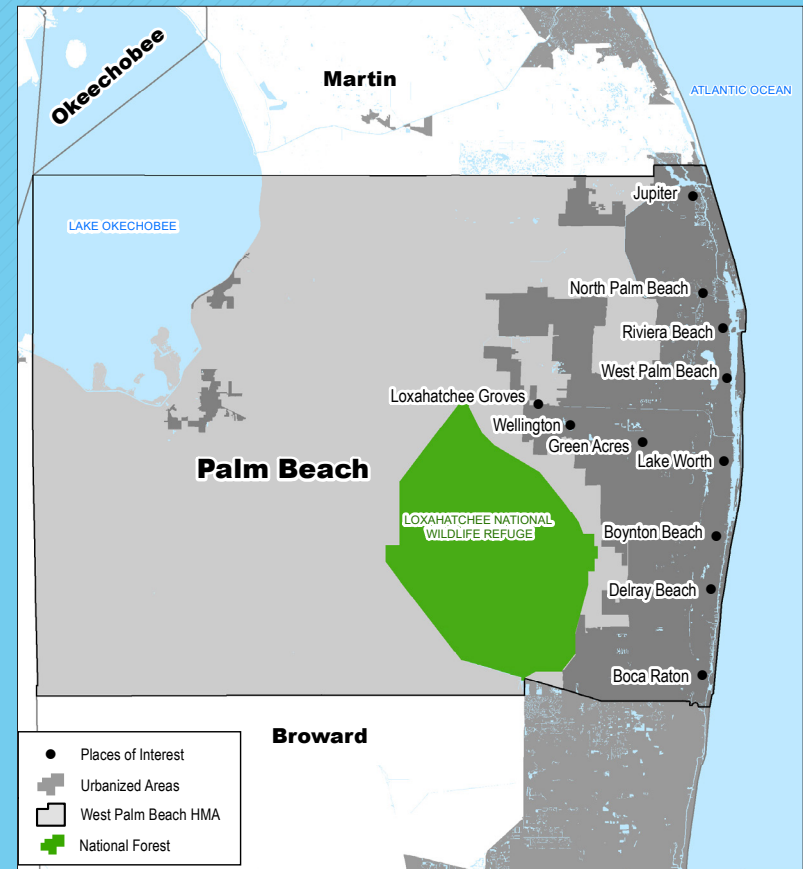 Okeechobee
Martin
ATLANTIC OCEAN
Jupiter
LAKE OKECHOBEE
North Palm Beach
Riviera Beach
West Palm Beach
Loxahatchee Groves
Wellington
Green Acres
Lake Worth
Palm Beach
LOXAHATCHEE NATIONAL
WILDLIFE REFUGE
Boynton Beach
Delray Beach
Boca Raton
Broward
Places of Interest
Urbanized Areas
West Palm Beach HMA
National Forest